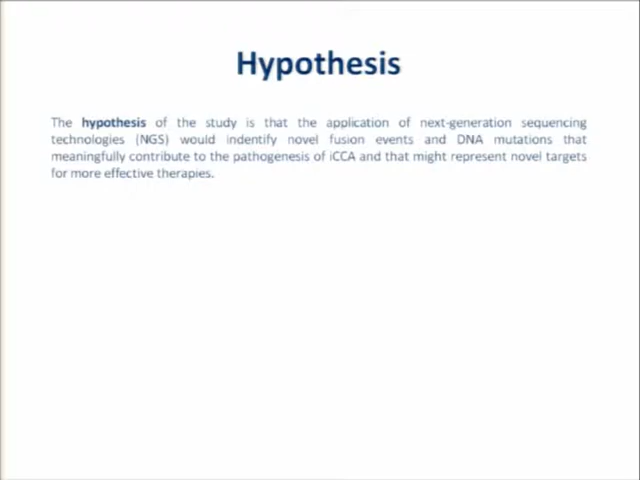 Hypothesis
The hypothesis of the study is that the application of next-generation sequencing
technologies (NGS) would indentify novel fusion events and DNA mutations that
meaningfully contribute to the pathogenesis of iCCA and that might represent novel targets
for more effective therapies.